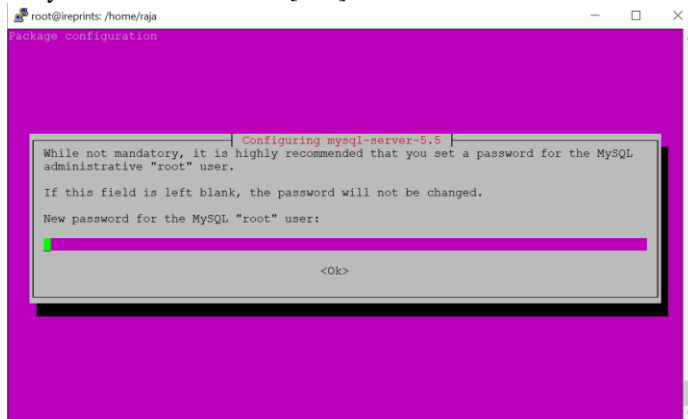 root@ireprints: /home/raja
Package configuration
Configuring mysql-server-5.5
While not mandatory, it is highly recommended that you set a password for the MySQL
administrative "root" user.
If this field is left blank, the password will not be changed.
New password for the MySQL "root" user:
<Ok>